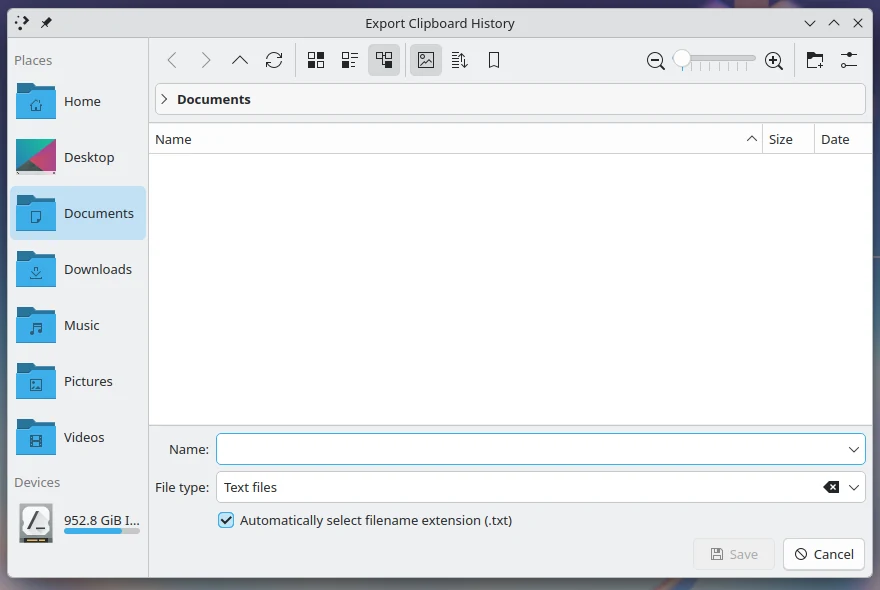 Export Clipboard History
Places
Home
Desktop
Documents
Downloads
Music
Pictures
Videos
Devices
952.8 GiB I...
Documents
Name Size Date
Name:
File type: Text files
Automatically select filename extension (.txt)
Save Cancel